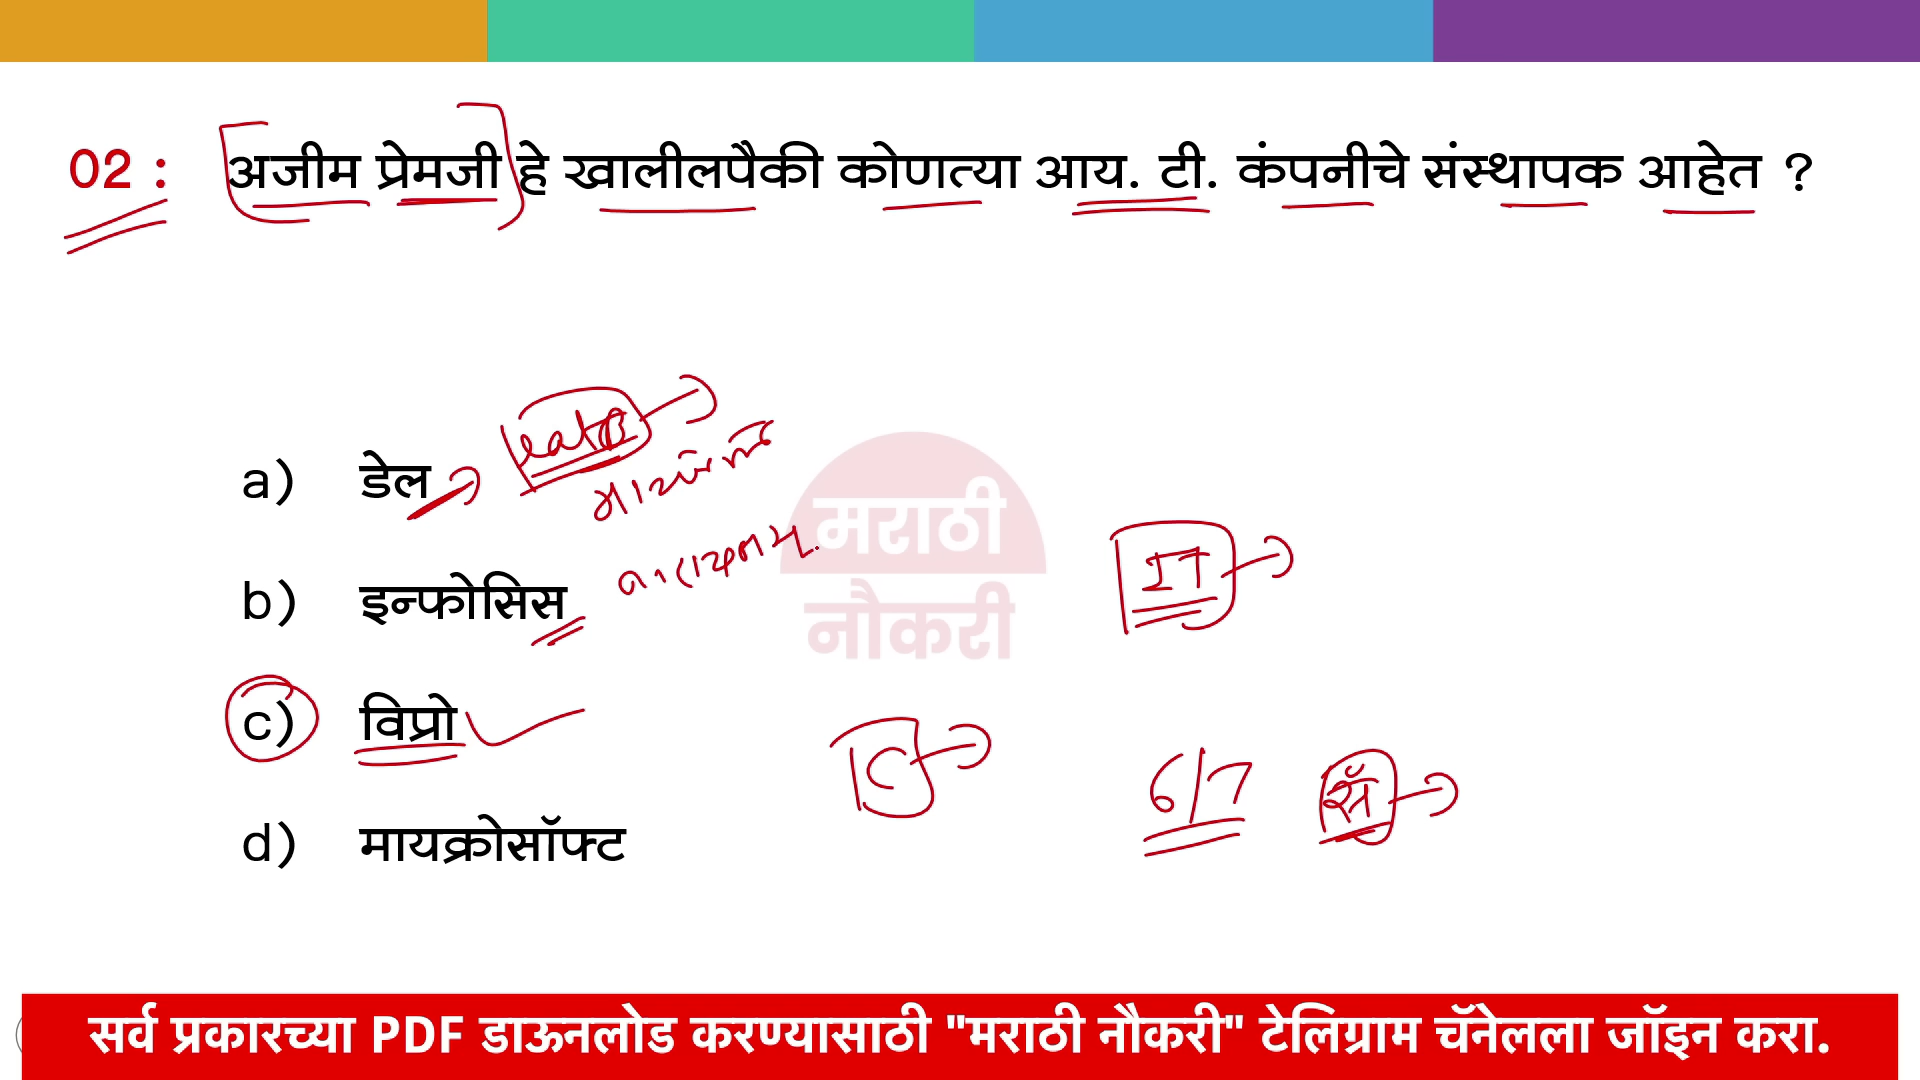 02 : अजीम प्रेमजी हे खालीलपैकी कोणत्या आय. टी. कंपनीचे संस्थापक आहेत ?
a) डेल
b) इन्फोसिस
c) विप्रो
d) मायक्रोसॉफ्ट
मराठी
नौकरी
IT
C
6/7
सर्व प्रकारच्या PDF डाऊनलोड करण्यासाठी "मराठी नौकरी" टेलिग्राम चॅनेलला जॉइन करा.